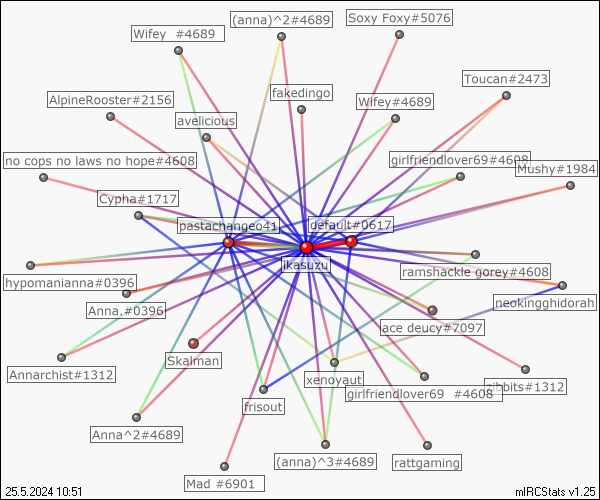 Wifey  #4689
(anna)^2#4689
Soxy Foxy#5076
Toucan#2473
AlpineRooster#2156
fakedingo
Wifey#4689
avelicious
no cops no laws no hope#4608
girlfriendlover69#4608
Mushy#1984
Cypha#1717
pastachangeo41
default#0617
ikasuzu
hypomanianna#0396
ramshackle gorey#4608
Anna.#0396
neokingghidorah
lace deucy#7097
Skalman
Annarchist#1312
xenoyaut
zibbits#1312
girlfriendlover69  #4608
frisout
Anna^2#4689
(anna)^3#4689
rattgaming
Mad #6901
25.5.2024 10:51
mIRCStats v1.25